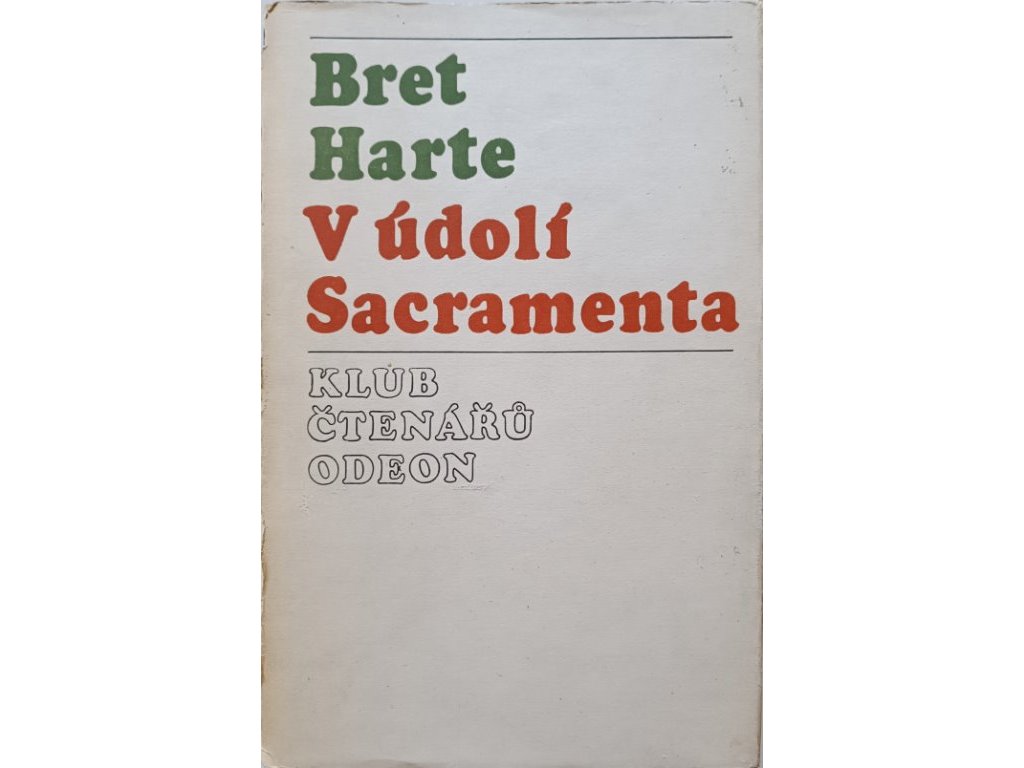 Bret
Harte
V údolí
Sacramenta
KLUB
ČTENÁŘŮ
ODEON